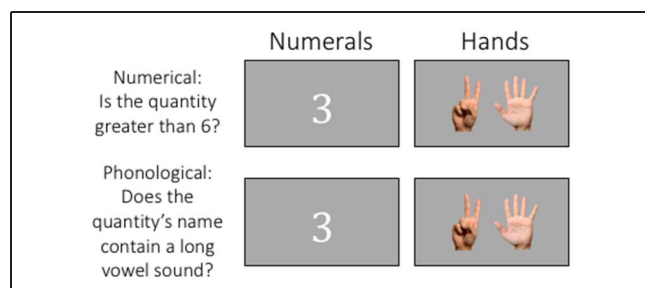 Numerals Hands
Numerical:
Is the quantity
greater than 6?
3
Phonological:
Does the
quantity's name
contain a long
vowel sound?
3